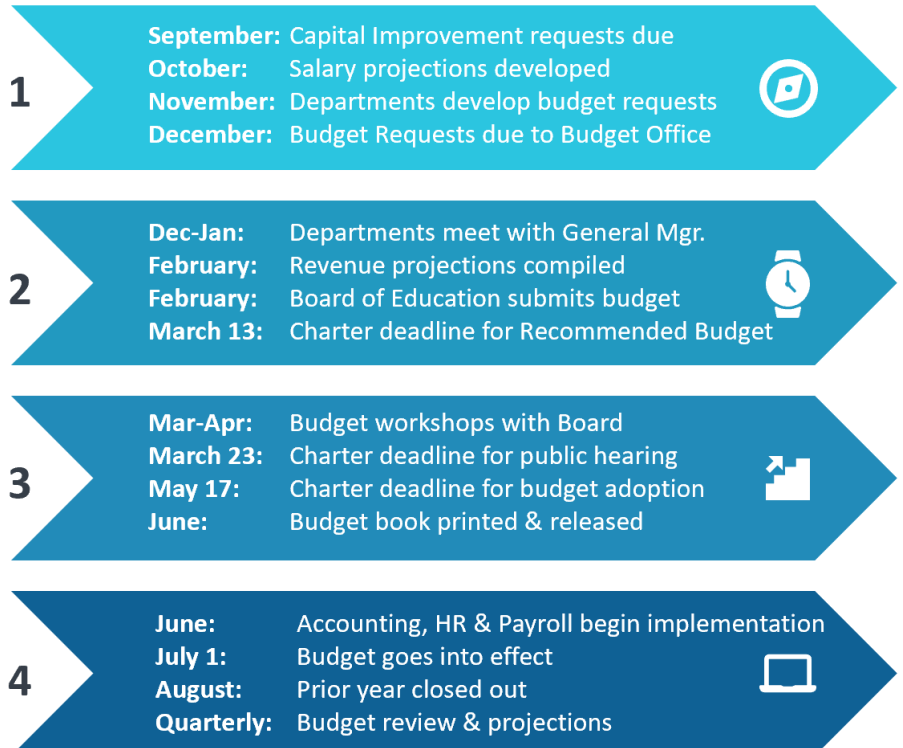 1
September: Capital Improvement requests due
October: Salary projections developed
November: Departments develop budget requests
December: Budget Requests due to Budget Office
2
Dec-Jan: Departments meet with General Mgr.
February: Revenue projections compiled
February: Board of Education submits budget
March 13: Charter deadline for Recommended Budget
3
Mar-Apr: Budget workshops with Board
March 23: Charter deadline for public hearing
May 17: Charter deadline for budget adoption
June: Budget book printed & released
4
June: Accounting, HR & Payroll begin implementation
July 1: Budget goes into effect
August: Prior year closed out
Quarterly: Budget review & projections